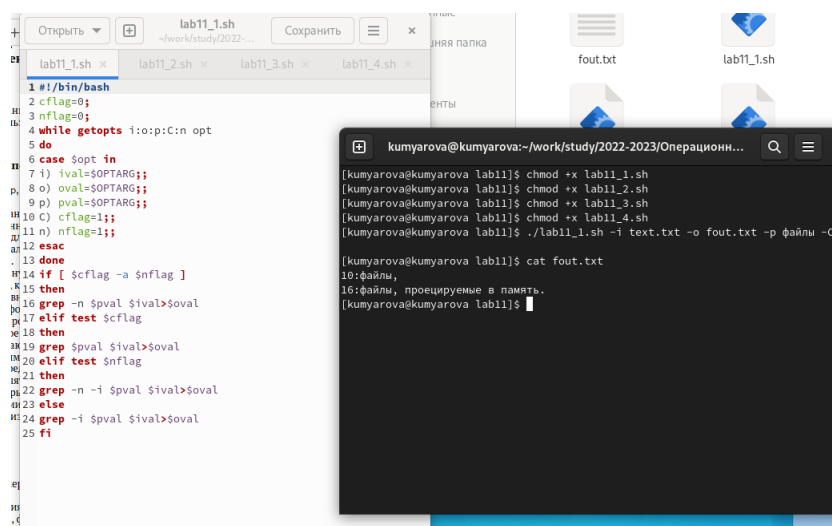 Открыть
lab11_1.sh
~/work/study/2022-...
Сохранить
lab11_1.sh
lab11_2.sh
lab11_3.sh
lab11_4.sh
1 #!/bin/bash
2 cflag=0;
3 nflag=0;
4 while getopts i:o:p:C:n opt
5 do
6 case $opt in
7 i) ival=$OPTARG;;
8 o) oval=$OPTARG;;
9 p) pval=$OPTARG;;
10 C) cflag=1;;
11 n) nflag=1;;
12 esac
13 done
14 if [ $cflag -a $nflag ]
15 then
16 grep -n $pval $ival>$oval
17 elif test $cflag
18 then
19 grep $pval $ival>$oval
20 elif test $nflag
21 then
22 grep -n -i $pval $ival>$oval
23 else
24 grep -i $pval $ival>$oval
25 fi
папка
fout.txt
lab11_1.sh
kumyarova@kumyarova:~/work/study/2022-2023/Операционн...
[kumyarova@kumyarova lab11]$ chmod +x lab11_1.sh
[kumyarova@kumyarova lab11]$ chmod +x lab11_2.sh
[kumyarova@kumyarova lab11]$ chmod +x lab11_3.sh
[kumyarova@kumyarova lab11]$ chmod +x lab11_4.sh
[kumyarova@kumyarova lab11]$ ./lab11_1.sh -i text.txt -o fout.txt -p файлы -C
[kumyarova@kumyarova lab11]$ cat fout.txt
10:файлы,
16:файлы, проецируемые в память.
[kumyarova@kumyarova lab11]$